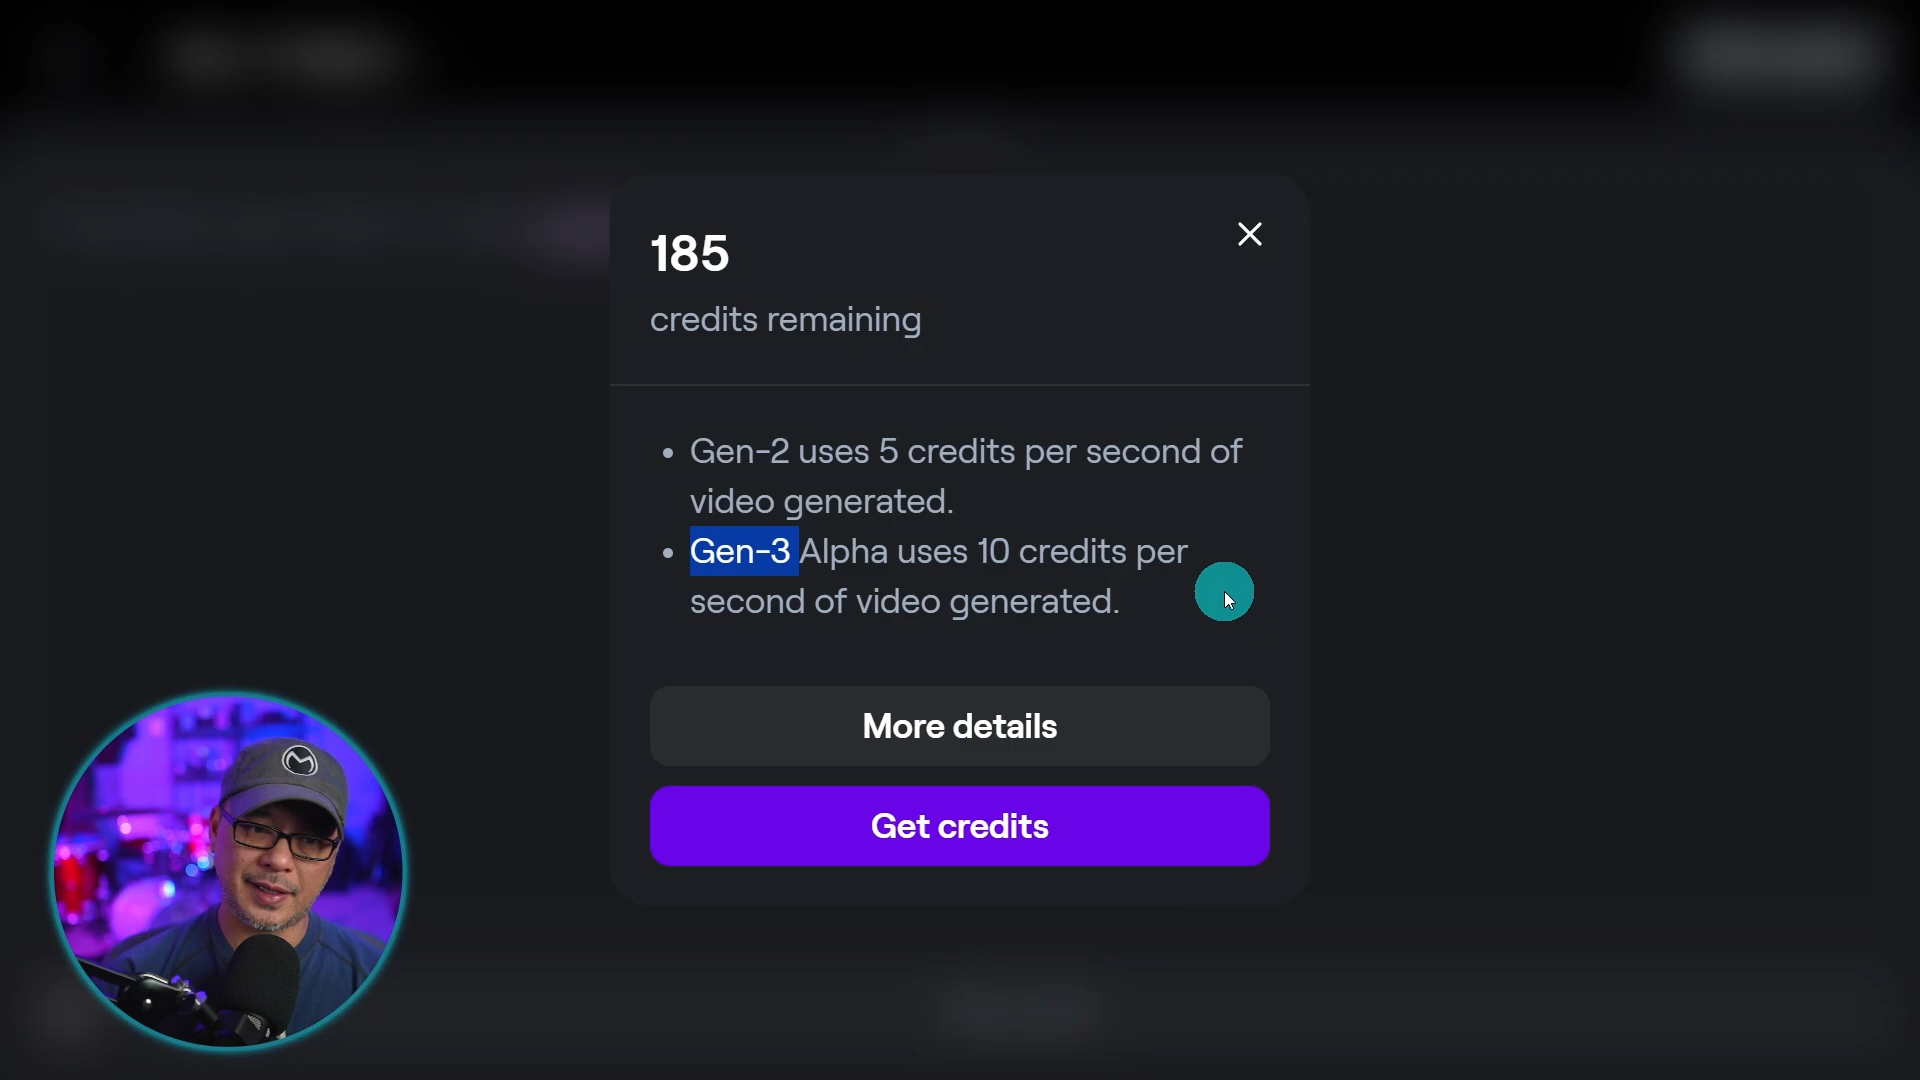 185
credits remaining
• Gen-2 uses 5 credits per second of
video generated.
• Gen-3 Alpha uses 10 credits per
second of video generated.
More details
Get credits